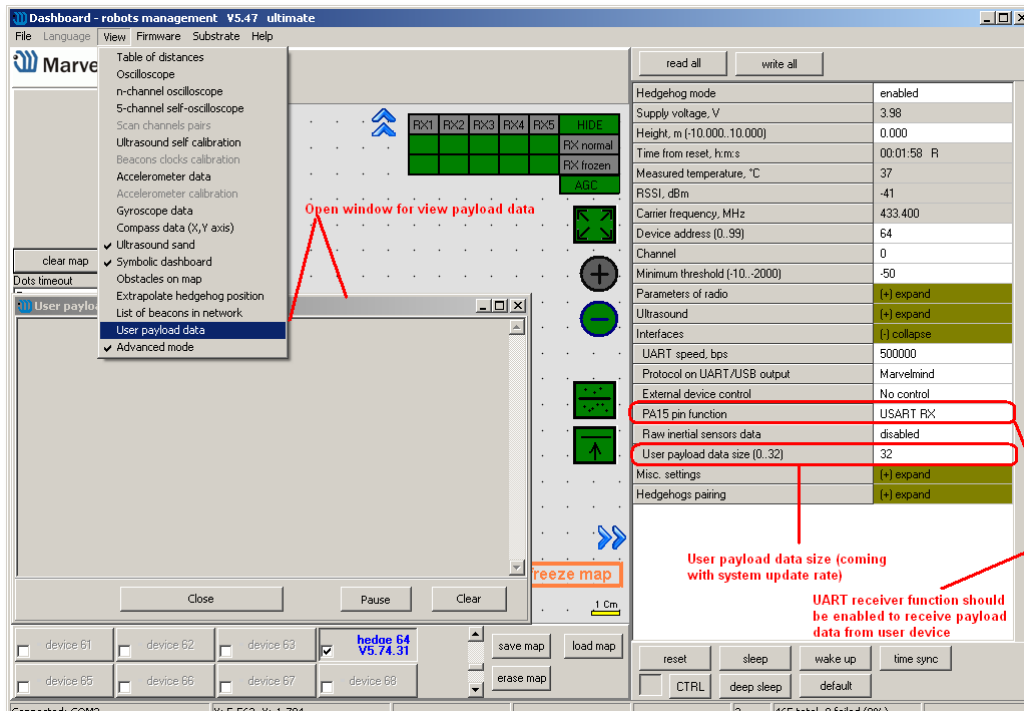 Dashboard - robots management V5.47 ultimate
File Language View Firmware Substrate Help
Marve
Table of distances
Oscilloscope
n-channel oscilloscope
5-channel self-oscilloscope
Scan channels pairs
Ultrasound self calibration
Beacons clocks calibration
Accelerometer data
Accelerometer calibration
Gyroscope data
Compass data (X,Y axis)
Ultrasound sand
Symbolic dashboard
Obstacles on map
Extrapolate hedgehog position
List of beacons in network
User payload data
Advanced mode
RX1 RX2 RX3 RX4 RX5 HIDE
RX normal
RX frozen
AGC
Open window for view payload data
clear map
Dots timeout
User paylo
Close Pause Clear
freeze map
1 Cm
device 61 device 62 device 63 hedge 64
V5.74.31
device 65 device 66 device 67 device 68
save map load map
erase map
read all write all
Hedgehog mode enabled
Supply voltage, V 3.98
Height, m (-10.000..10.000) 0.000
Time from reset, h:m:s 00:01:58 R
Measured temperature, °C 37
RSSI, dBm -41
Carrier frequency, MHz 433.400
Device address (0..99) 64
Channel 0
Minimum threshold (-10..-2000) -50
Parameters of radio (+) expand
Ultrasound (+) expand
Interfaces (-) collapse
UART speed, bps 500000
Protocol on UART/USB output Marvelmind
External device control No control
PA15 pin function USART RX
Raw inertial sensors data disabled
User payload data size (0..32) 32
Misc. settings (+) expand
Hedgehogs pairing (+) expand
User payload data size (coming
with system update rate)
UART receiver function should
be enabled to receive payload
data from user device
reset sleep wake up time sync
CTRL deep sleep default